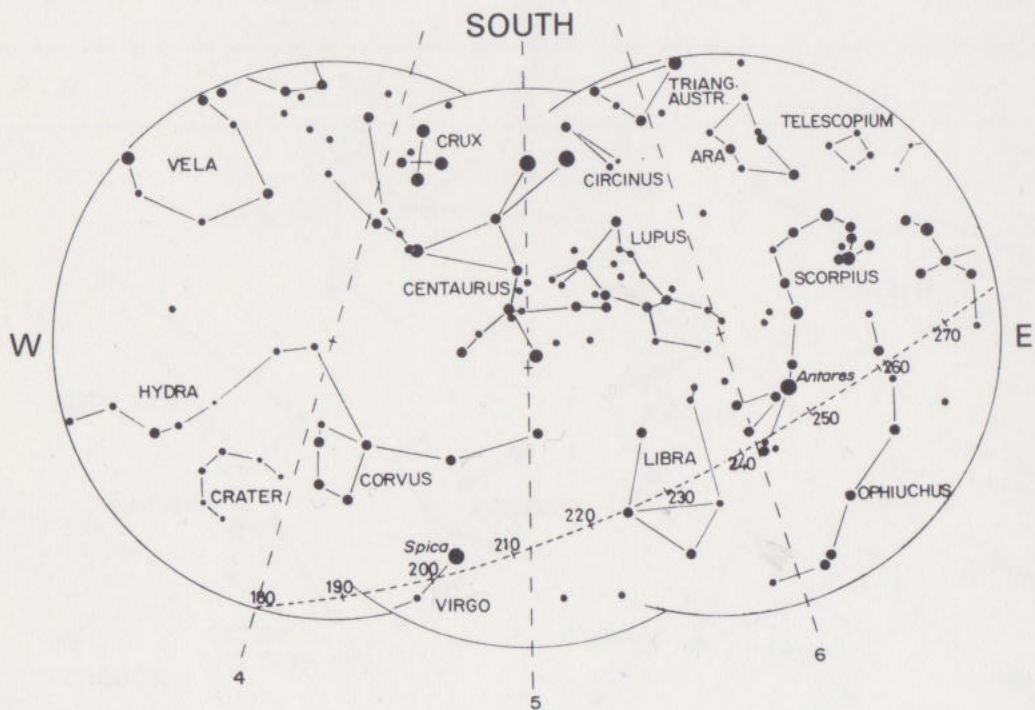 SOUTH
TRIANG.
AUSTR.
TELESCOPIUM
CRUX
VELA
ARA
CIRCINUS
LUPUS
SCORPIUS
CENTAURUS
W
E
270
260
Antares
HYDRA
250
240
LIBRA
CORVUS
CRATER
230
OPHIUCHUS
220
Spica
210
200
190
180
VIRGO
4
5
6